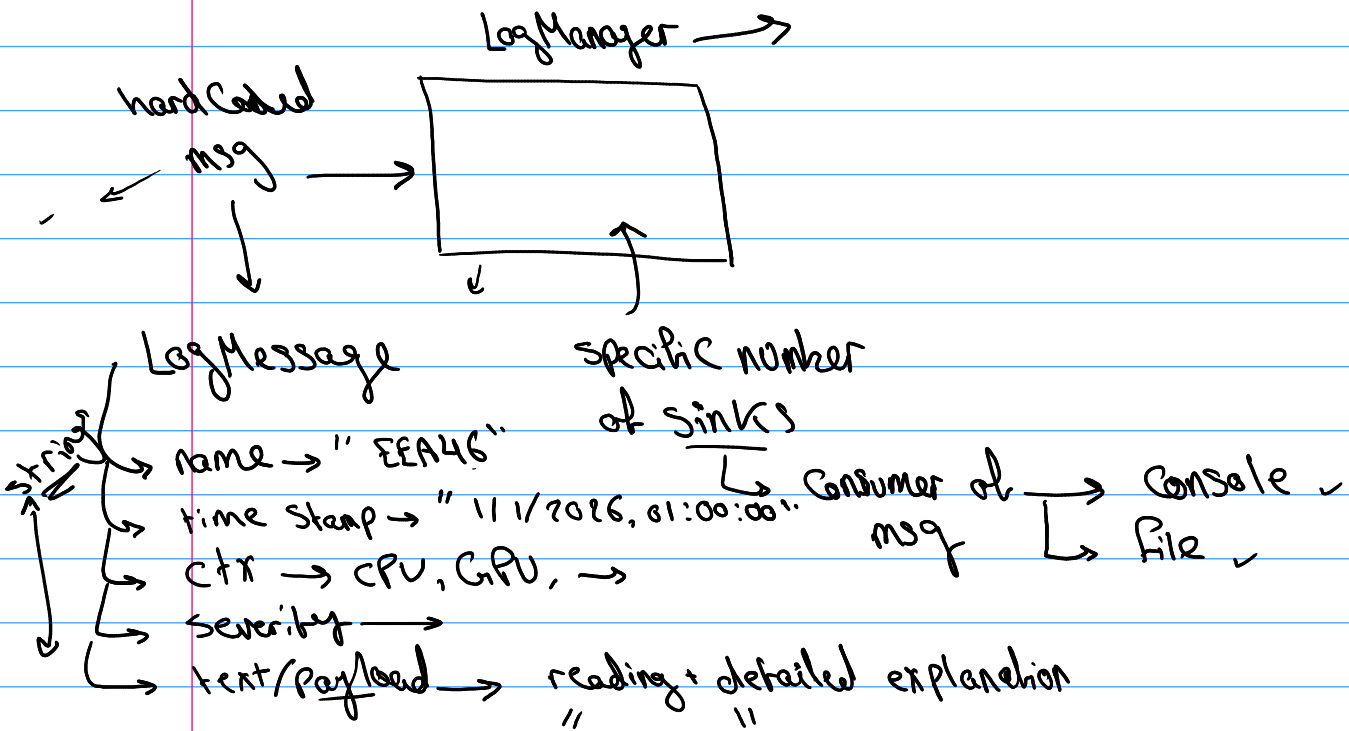 LogManager →
hardCoded
msg →
LogMessage
specific number
of sinks
string
name → " EEA46"
Consumer of → Console ✓
msg
File ✓
time stamp → " 1/1/2026, 01:00:00"
ctx → CPU, GPU, →
severity →
text/payload → reading + detailed explanation
" "